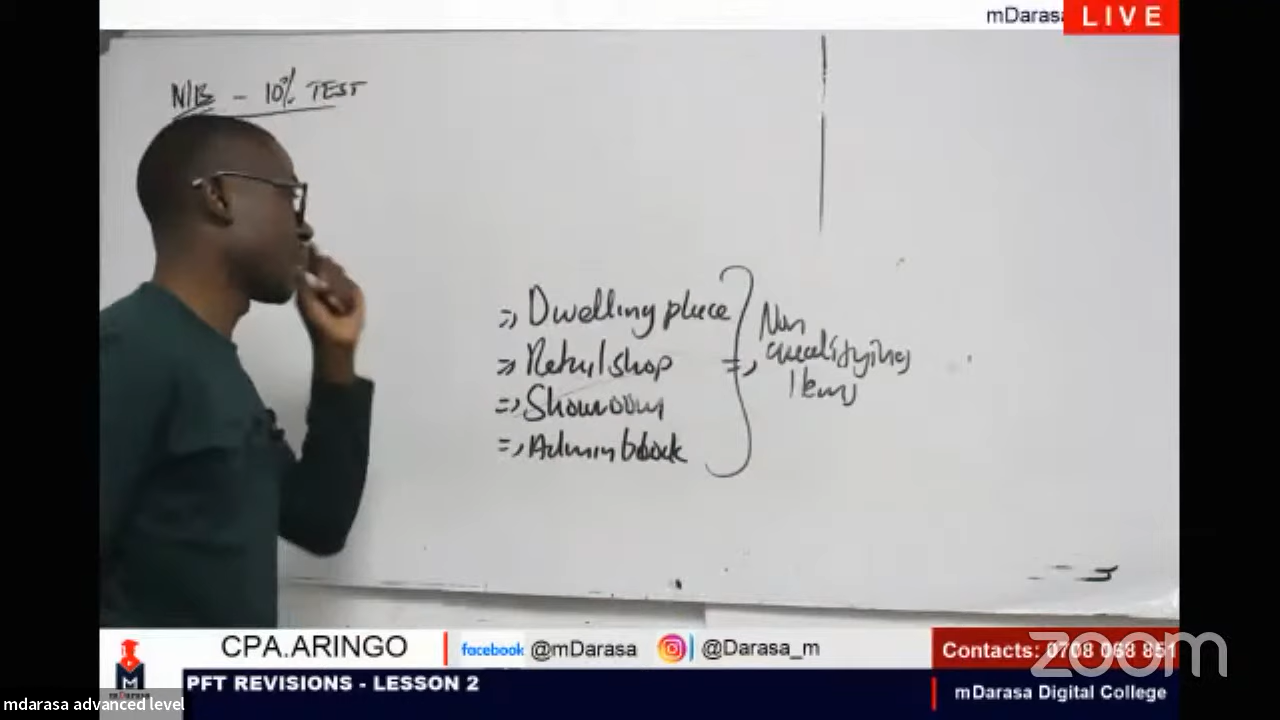 mDarasa
LIVE
N/B - 10% TEST
=> Dwelling place
=> Retail shop
=> Showroom
=> Admin block
=> Non
qualifying
Items
CPA.ARINGO
facebook @mDarasa
@Darasa_m
Contacts: 0708 068 851
zoom
PFT REVISIONS - LESSON 2
mDarasa Digital College
mdarasa advanced level